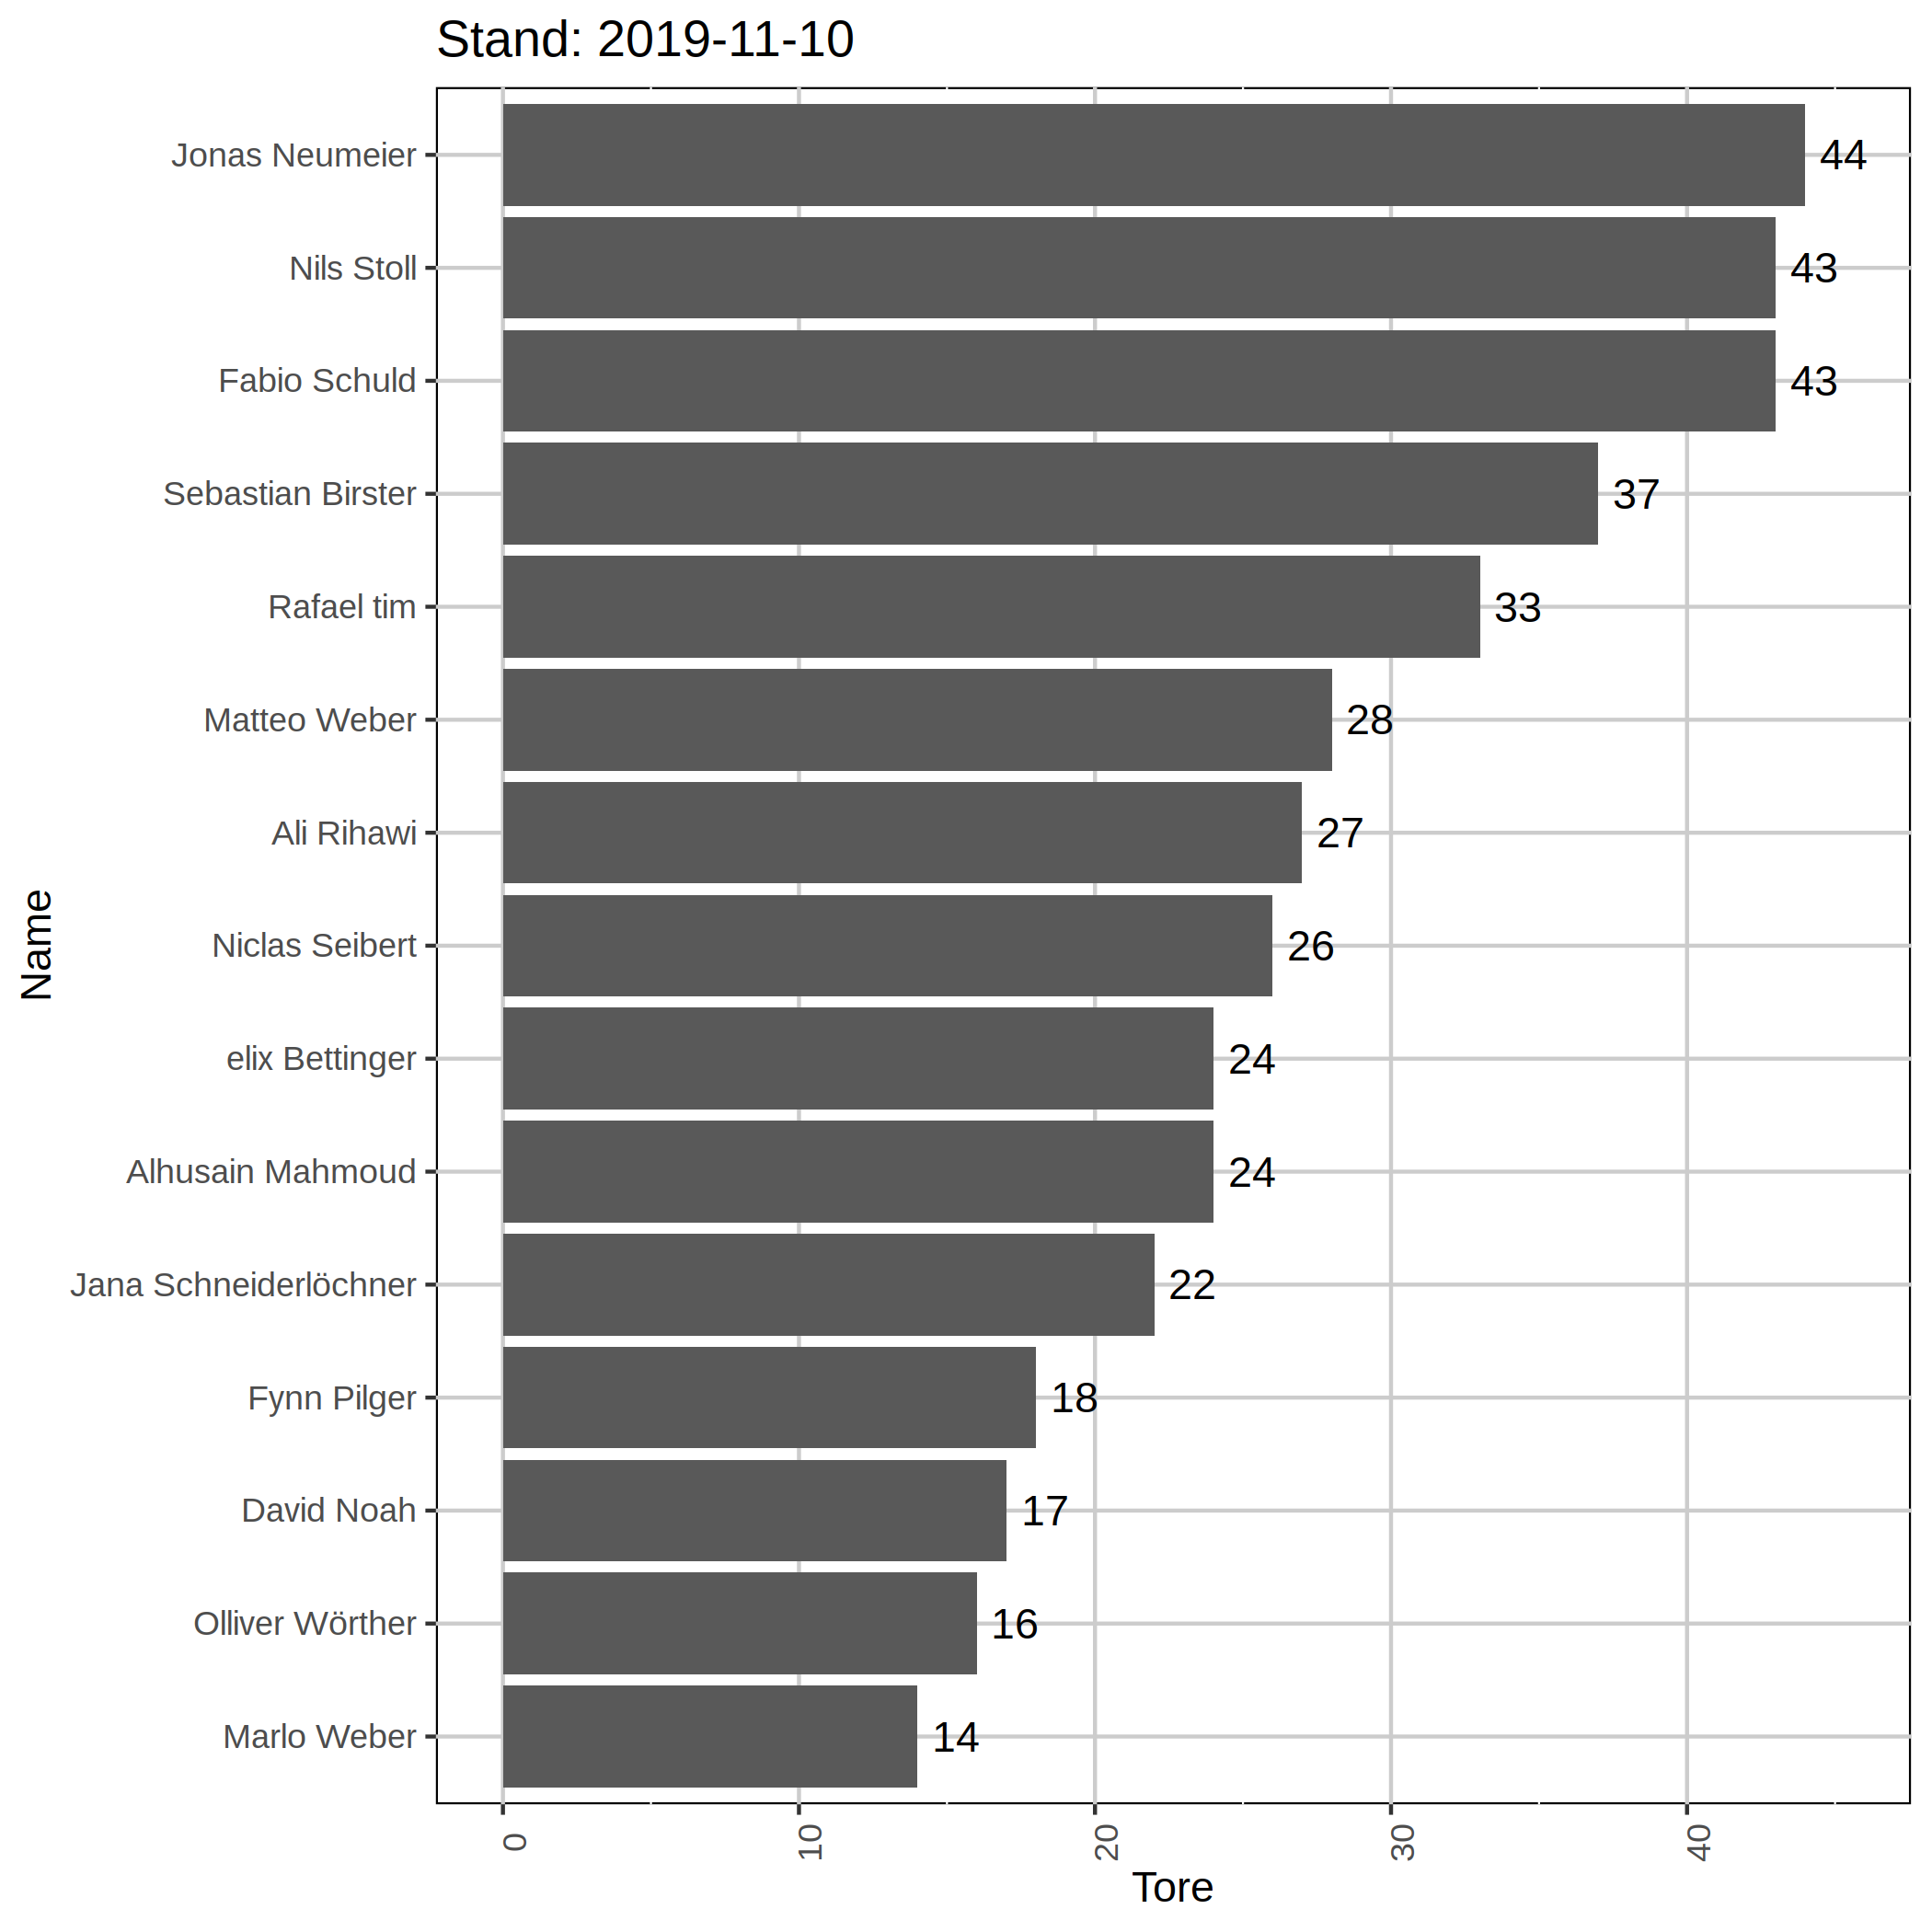 Stand: 2019-11-10
Jonas Neumeier 44
Nils Stoll 43
Fabio Schuld 43
Sebastian Birster 37
Rafael tim 33
Matteo Weber 28
Ali Rihawi 27
Niclas Seibert 26
elix Bettinger 24
Alhusain Mahmoud 24
Jana Schneiderlöchner 22
Fynn Pilger 18
David Noah 17
Olliver Wörther 16
Marlo Weber 14
Name
0 10 20 30 40
Tore